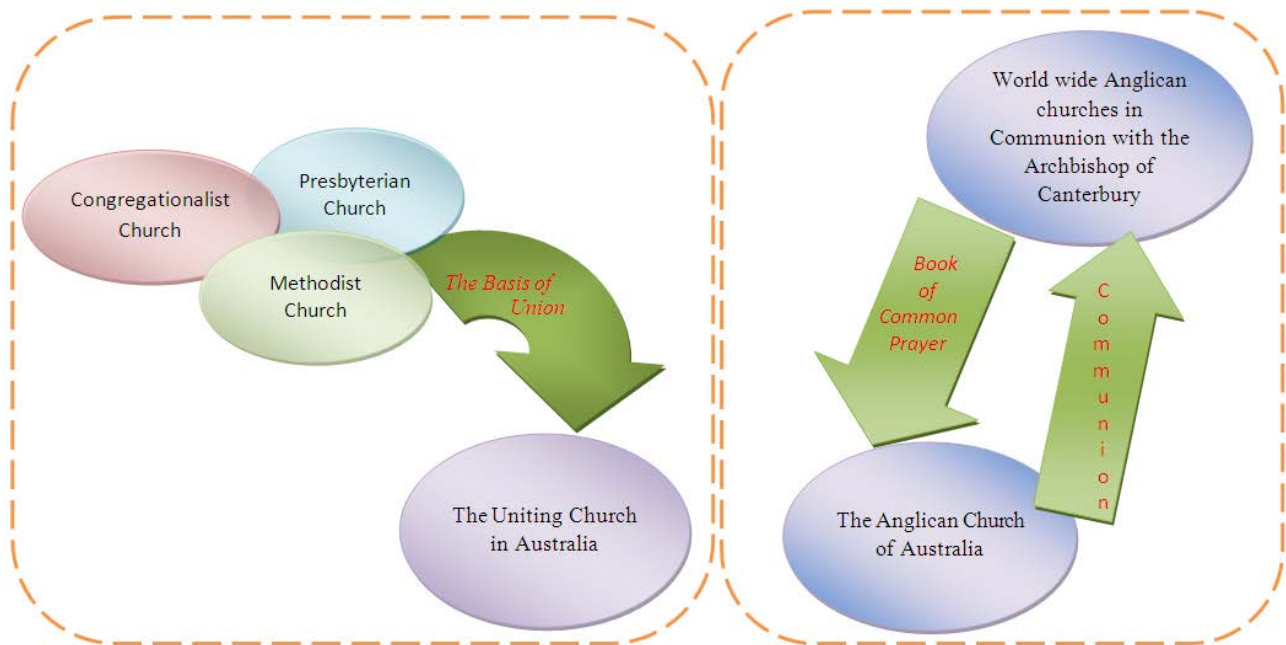 Congregationalist
Church
Presbyterian
Church
Methodist
Church
The Basis of
Union
The Uniting Church
in Australia
World wide Anglican
churches in
Communion with the
Archbishop of
Canterbury
Book
of
Common
Prayer
Communion
The Anglican Church
of Australia